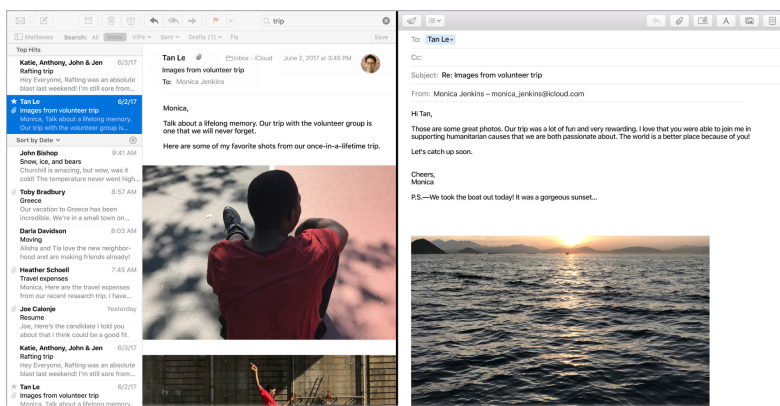 trip
Mailboxes Search: All Inbox VIPs Sent Drafts (1) Fla Save
Top Hits
Katie, Anthony, John & Jen 6/3/17
Rafting trip
Hey Everyone, Rafting was an absolute
blast last weekend! I'm still sore from...
Tan Le 6/2/17
Images from volunteer trip
Monica, Talk about a lifelong memory.
Our trip with the volunteer group is...
Sort by Date
John Bishop 9:41 AM
Snow, ice, and bears
Churchill is amazing, but wow, was it
cold! The temperature never went high...
Toby Bradbury 8:57 AM
Greece
Our vacation to Greece has been
incredible. We're in a small town on...
Darla Davidson 8:03 AM
Moving
Alisha and Tia love the new neighbor-
hood and are making friends already!
Heather Schoell 7:45 AM
Travel expenses
Monica, Here are the travel expenses
from our recent research trip. I have...
Joe Calonje Yesterday
Resume
Joe, Here's the candidate I told you
about that I think could be a good fit.
Katie, Anthony, John & Jen 6/3/17
Rafting trip
Hey Everyone, Rafting was an absolute
blast last weekend! I'm still sore from...
Tan Le 6/2/17
Images from volunteer trip
Monica, Talk about a lifelong memory.
Tan Le Inbox - iCloud June 2, 2017 at 3:45 PM
Images from volunteer trip
To: Monica Jenkins
Monica,
Talk about a lifelong memory. Our trip with the volunteer group is
one that we will never forget.
Here are some of my favorite shots from our once-in-a-lifetime trip.
To: Tan Le
Cc:
Subject: Re: Images from volunteer trip
From: Monica Jenkins – monica_jenkins@icloud.com
Hi Tan,
Those are some great photos. Our trip was a lot of fun and very rewarding. I love that you were able to join me in
supporting humanitarian causes that we are both passionate about. The world is a better place because of you!
Let's catch up soon.
Cheers,
Monica
P.S.—We took the boat out today! It was a gorgeous sunset...